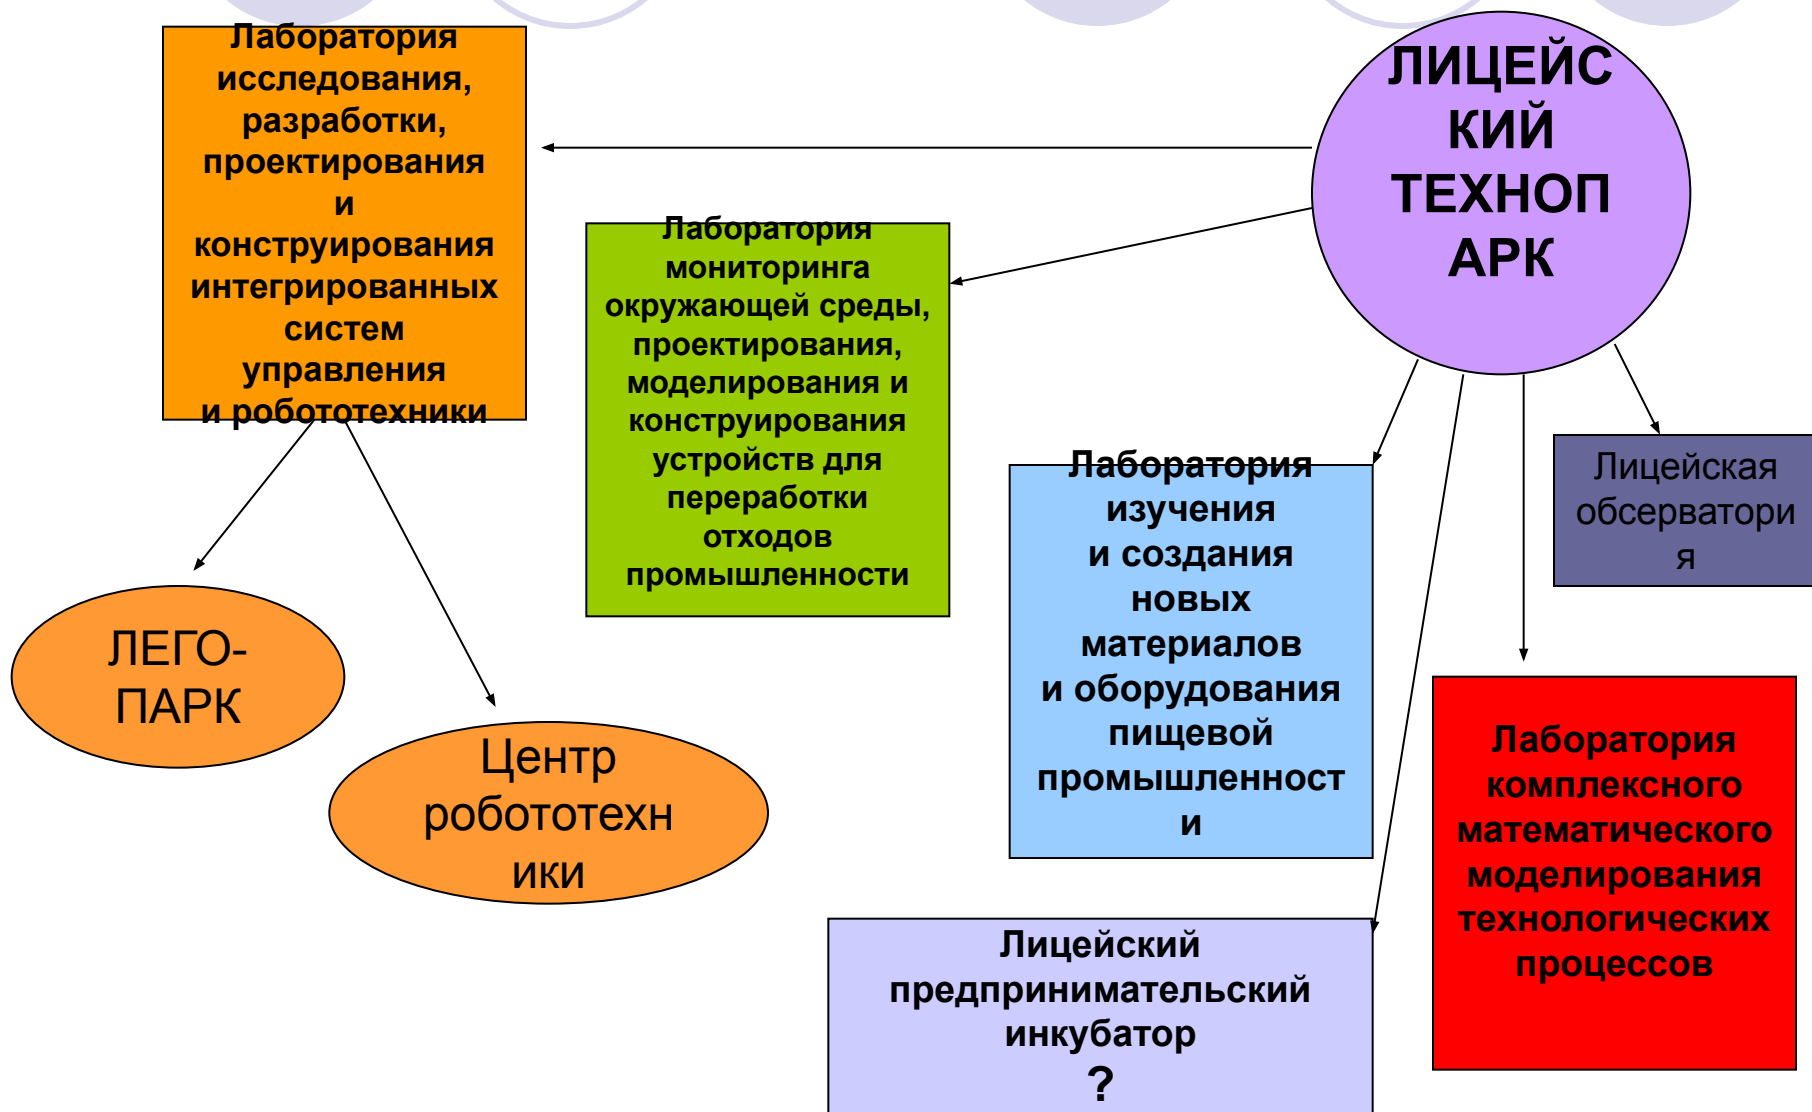 Лаборатория
исследования,
разработки,
проектирования
и
конструирования
интегрированных
систем
управления
и робототехники
ЛИЦЕЙС
КИЙ
ТЕХНОП
АРК
Лаборатория
мониторинга
окружающей среды,
проектирования,
моделирования и
конструирования
устройств для
переработки
отходов
промышленности
Лаборатория
изучения
и создания
новых
материалов
и оборудования
пищевой
промышленност
и
Лицейская
обсерватори
я
ЛЕГО-
ПАРК
Центр
робототехн
ики
Лаборатория
комплексного
математического
моделирования
технологических
процессов
Лицейский
предпринимательский
инкубатор
?